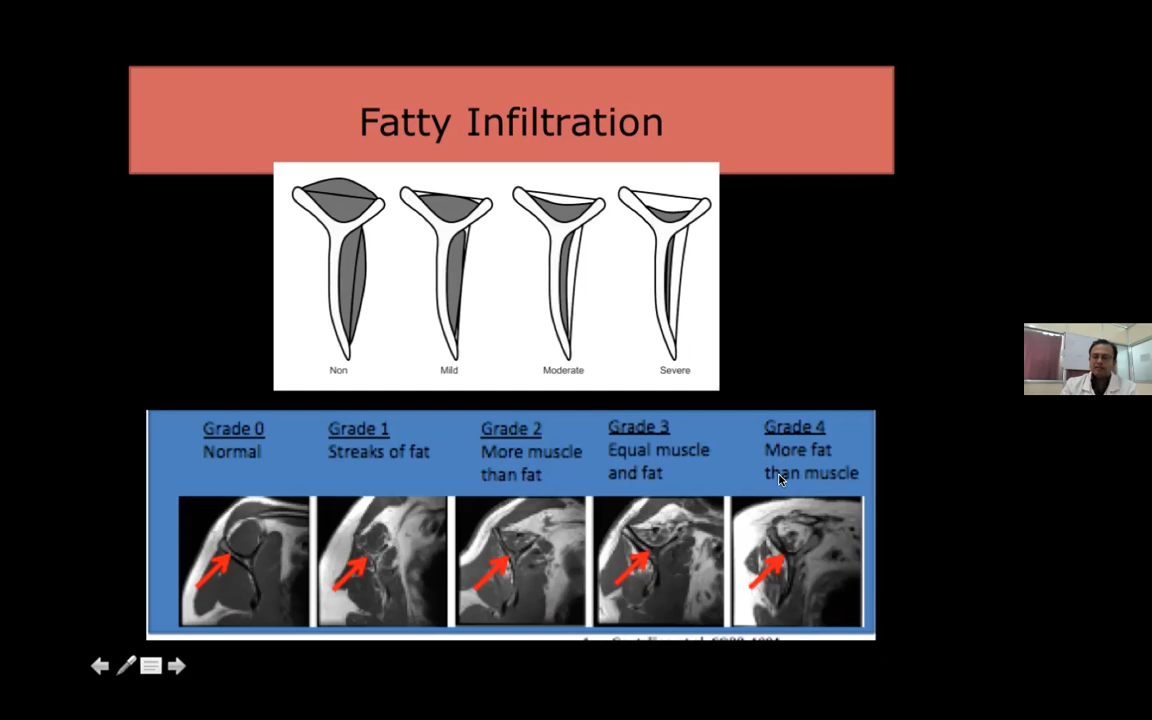 Fatty Infiltration
Non Mild Moderate Severe
Grade 0
Normal
Grade 1
Streaks of fat
Grade 2
More muscle
than fat
Grade 3
Equal muscle
and fat
Grade 4
More fat
than muscle